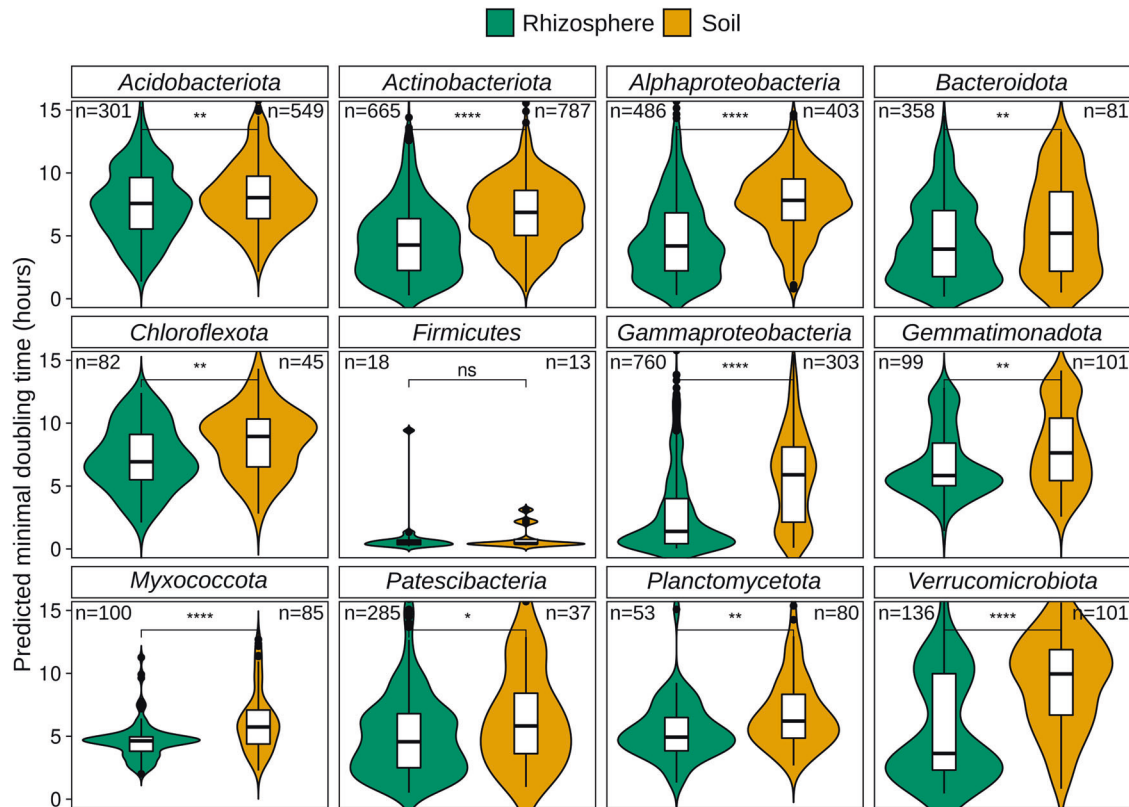 Rhizosphere Soil
Predicted minimal doubling time (hours)
Acidobacteriota Actinobacteriota Alphaproteobacteria Bacteroidota
15 n=301 ** n=549 n=665 **** n=787 n=486 **** n=403 n=358 ** n=81
10
5
0
Chloroflexota Firmicutes Gammaproteobacteria Gemmatimonadota
15 n=82 ** n=45 n=18 ns n=13 n=760 **** n=303 n=99 ** n=101
10
5
0
Myxococcota Patescibacteria Planctomycetota Verrucomicrobiota
15 n=100 **** n=85 n=285 * n=37 n=53 ** n=80 n=136 **** n=101
10
5
0